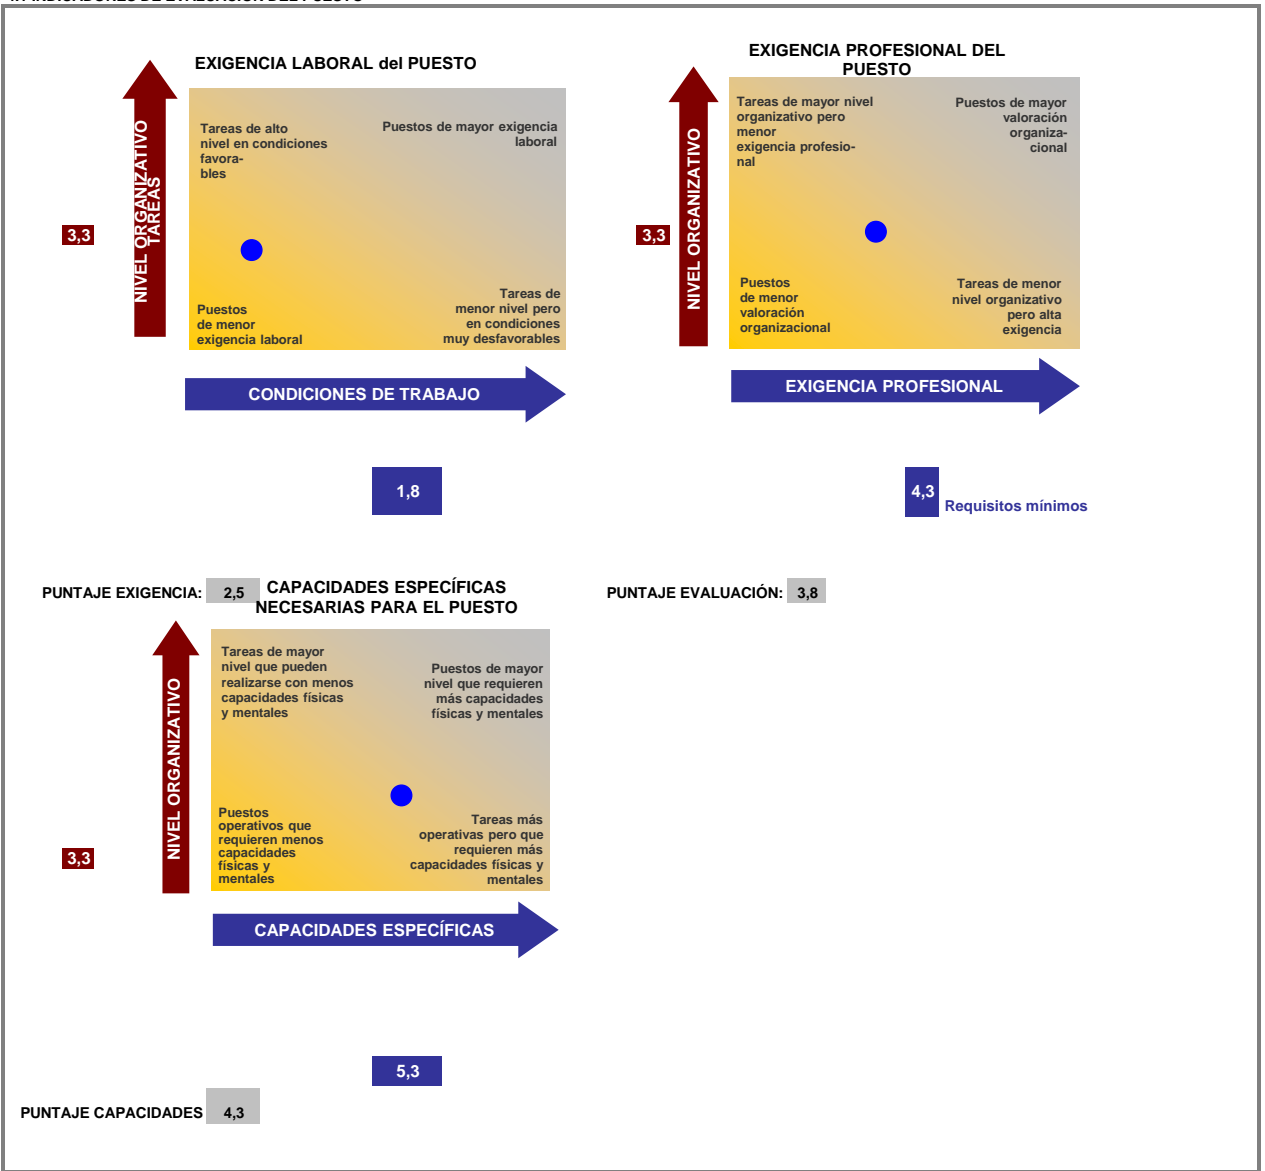 IV INDICADORES DE EVALUACIÓN DEL PUESTO
EXIGENCIA LABORAL del PUESTO
NIVEL ORGANIZATIVO
TAREAS
3,3
Tareas de alto
nivel en condiciones
favora-
bles
Puestos de mayor exigencia
laboral
Puestos
de menor
exigencia laboral
Tareas de
menor nivel pero
en condiciones
muy desfavorables
CONDICIONES DE TRABAJO
1,8
EXIGENCIA PROFESIONAL DEL
PUESTO
NIVEL ORGANIZATIVO
3,3
Tareas de mayor nivel
organizativo pero
menor
exigencia profesio-
nal
Puestos de mayor
valoración
organiza-
cional
Puestos
de menor
valoración
organizacional
Tareas de menor
nivel organizativo
pero alta
exigencia
EXIGENCIA PROFESIONAL
4,3
Requisitos mínimos
PUNTAJE EXIGENCIA: 2,5
PUNTAJE EVALUACIÓN: 3,8
CAPACIDADES ESPECÍFICAS
NECESARIAS PARA EL PUESTO
NIVEL ORGANIZATIVO
3,3
Tareas de mayor
nivel que pueden
realizarse con menos
capacidades físicas
y mentales
Puestos de mayor
nivel que requieren
más capacidades
físicas y mentales
Puestos
operativos que
requieren menos
capacidades
físicas y
mentales
Tareas más
operativas pero que
requieren más
capacidades físicas y
mentales
CAPACIDADES ESPECÍFICAS
5,3
PUNTAJE CAPACIDADES 4,3